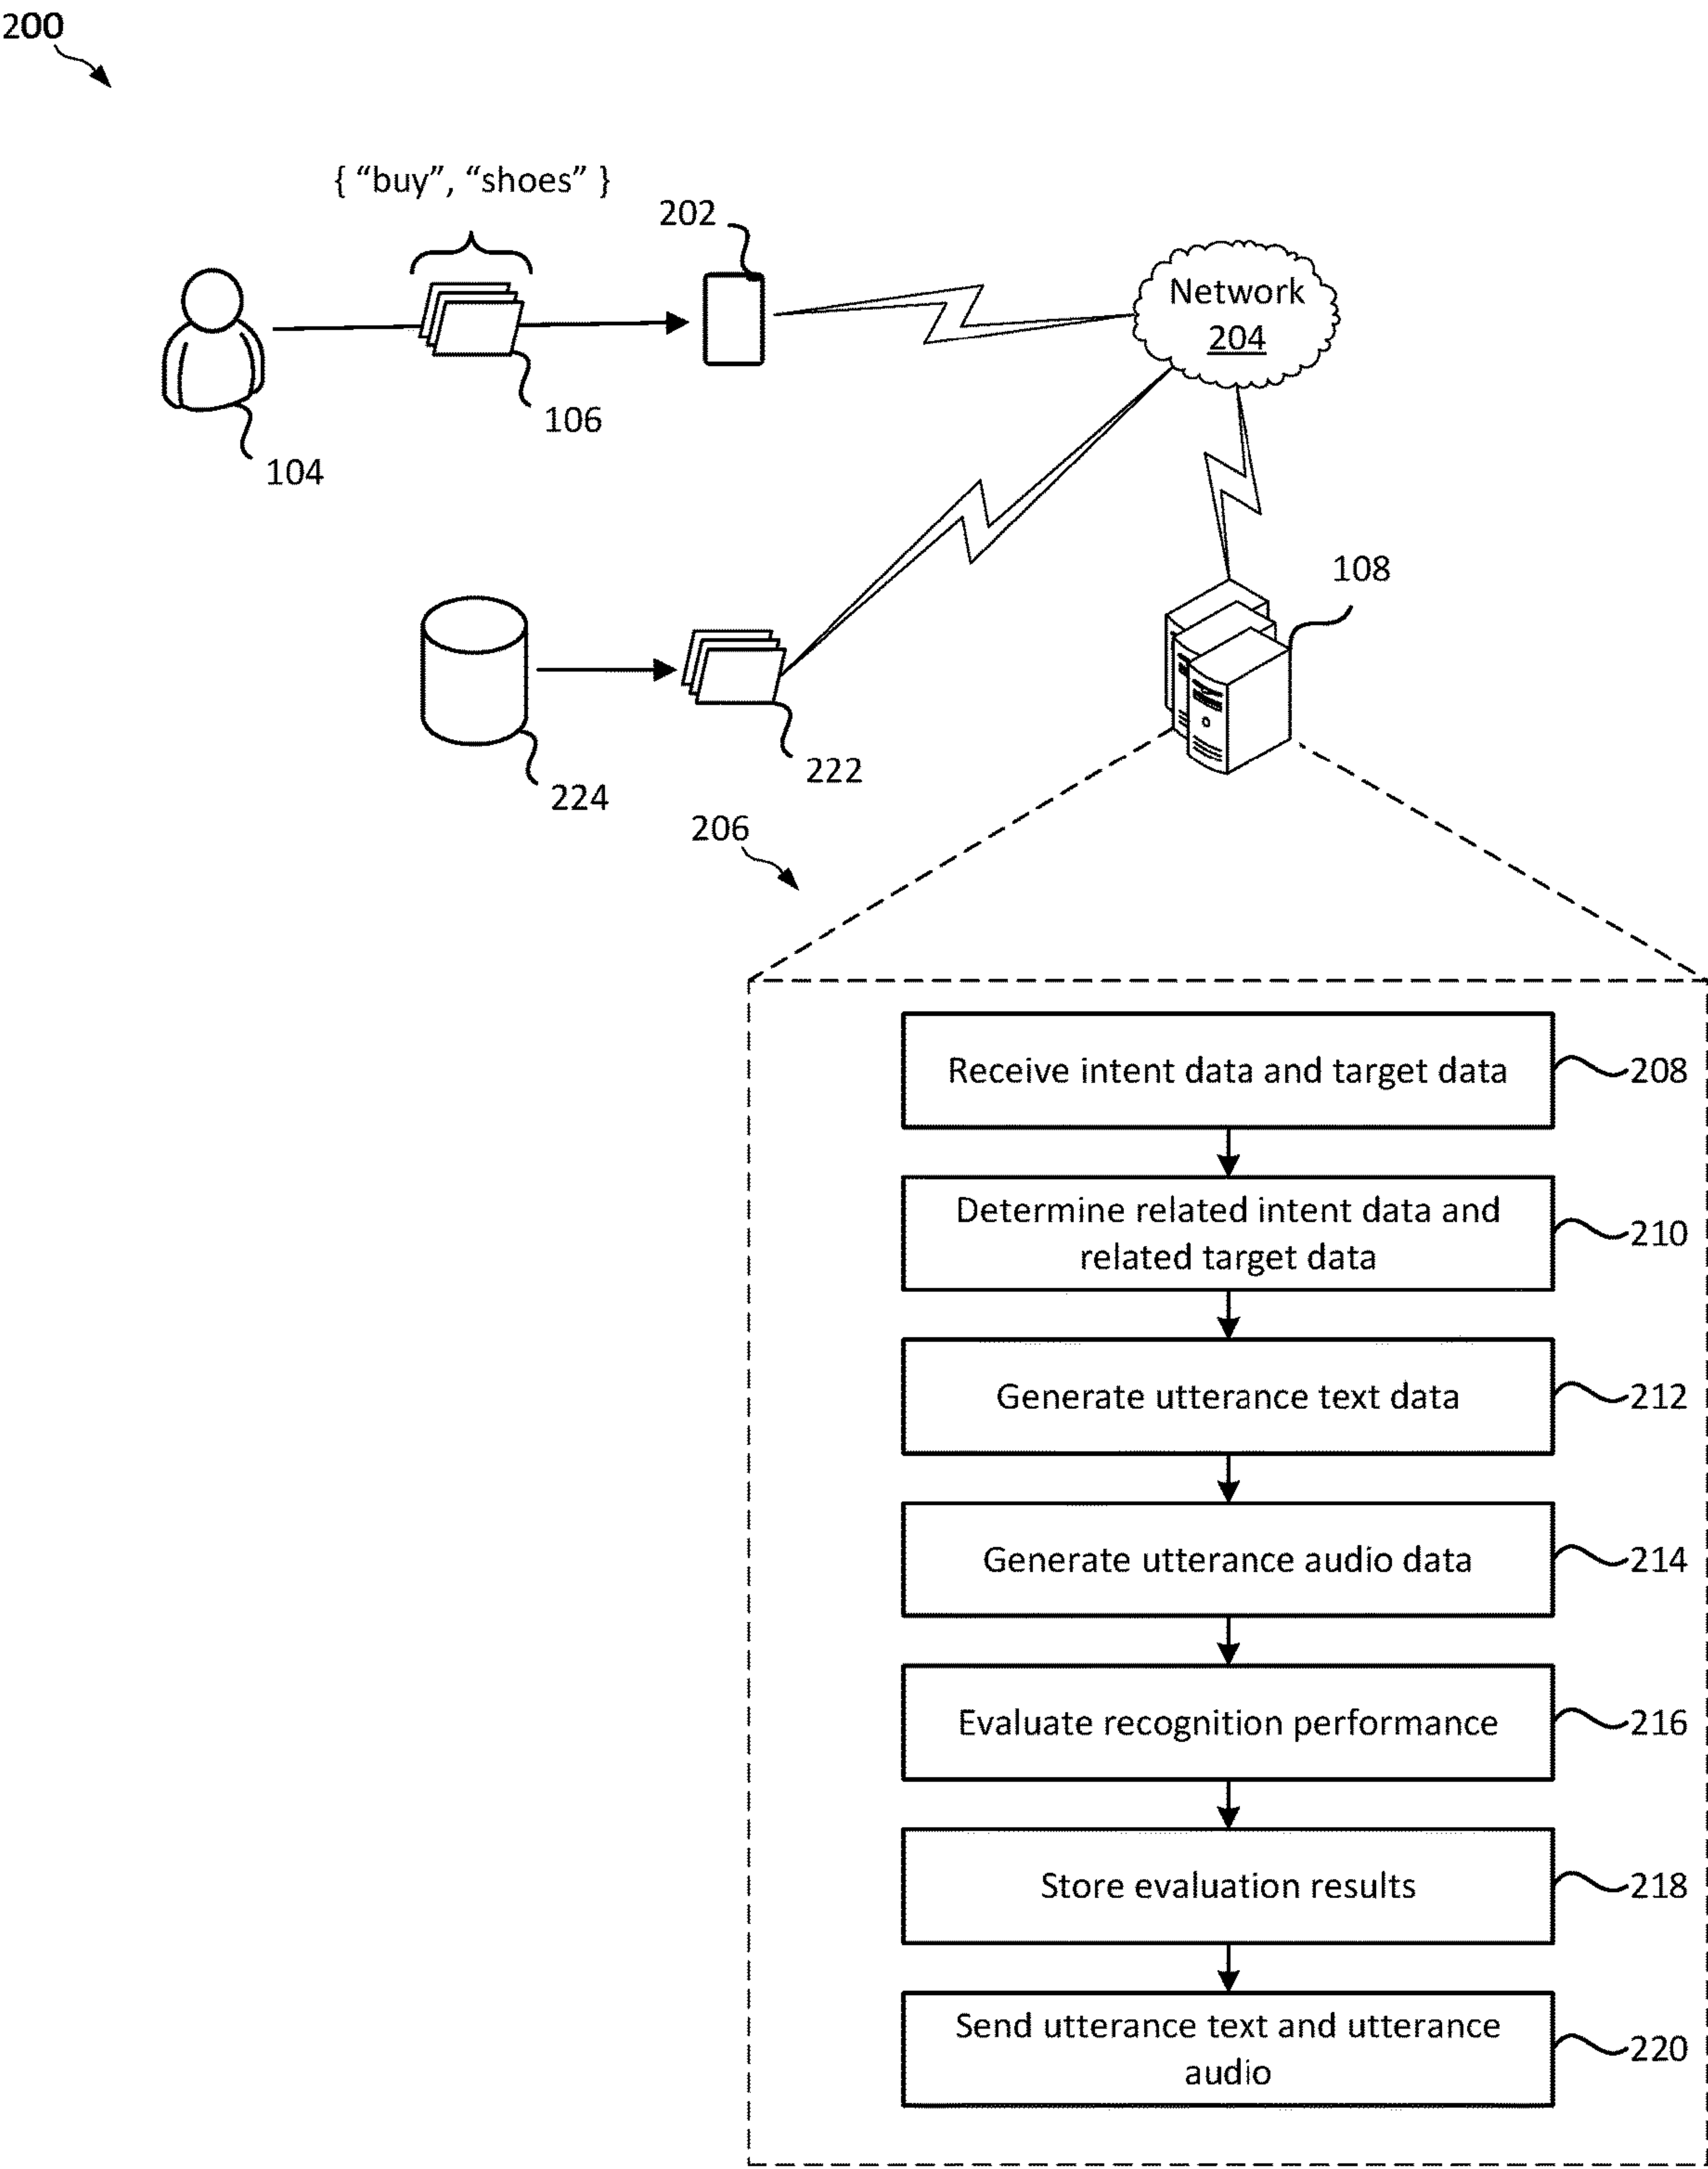 200
{ “buy”, “shoes” }
202
Network
204
106
104
108
222
224
206
Receive intent data and target data
208
Determine related intent data and
related target data
210
Generate utterance text data
212
Generate utterance audio data
214
Evaluate recognition performance
216
Store evaluation results
218
Send utterance text and utterance
audio
220